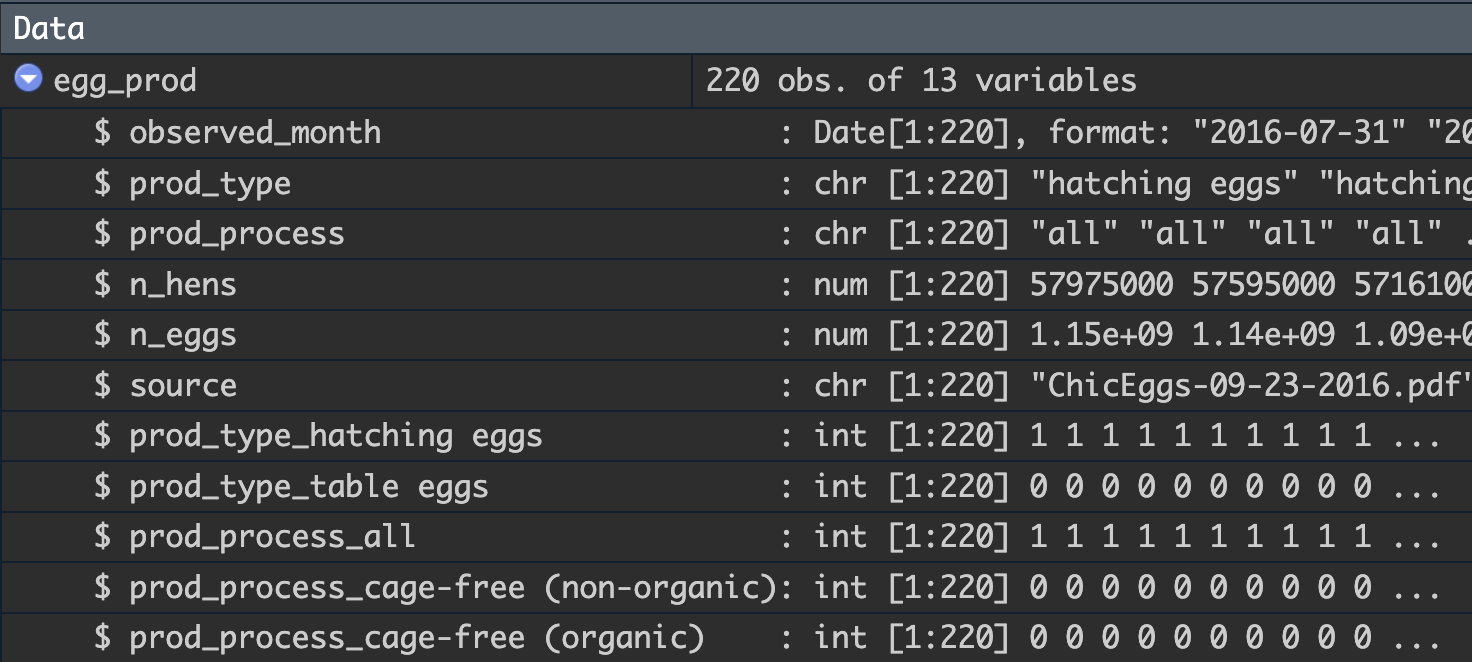 Data
egg_prod 220 obs. of 13 variables
$ observed_month : Date[1:220], format: "2016-07-31" "20
$ prod_type : chr [1:220] "hatching eggs" "hatching
$ prod_process : chr [1:220] "all" "all" "all" "all" .
$ n_hens : num [1:220] 57975000 57595000 5716100
$ n_eggs : num [1:220] 1.15e+09 1.14e+09 1.09e+0
$ source : chr [1:220] "ChicEggs-09-23-2016.pdf"
$ prod_type_hatching eggs : int [1:220] 1 1 1 1 1 1 1 1 1 1 ...
$ prod_type_table eggs : int [1:220] 0 0 0 0 0 0 0 0 0 0 ...
$ prod_process_all : int [1:220] 1 1 1 1 1 1 1 1 1 1 ...
$ prod_process_cage-free (non-organic): int [1:220] 0 0 0 0 0 0 0 0 0 0 ...
$ prod_process_cage-free (organic) : int [1:220] 0 0 0 0 0 0 0 0 0 0 ...